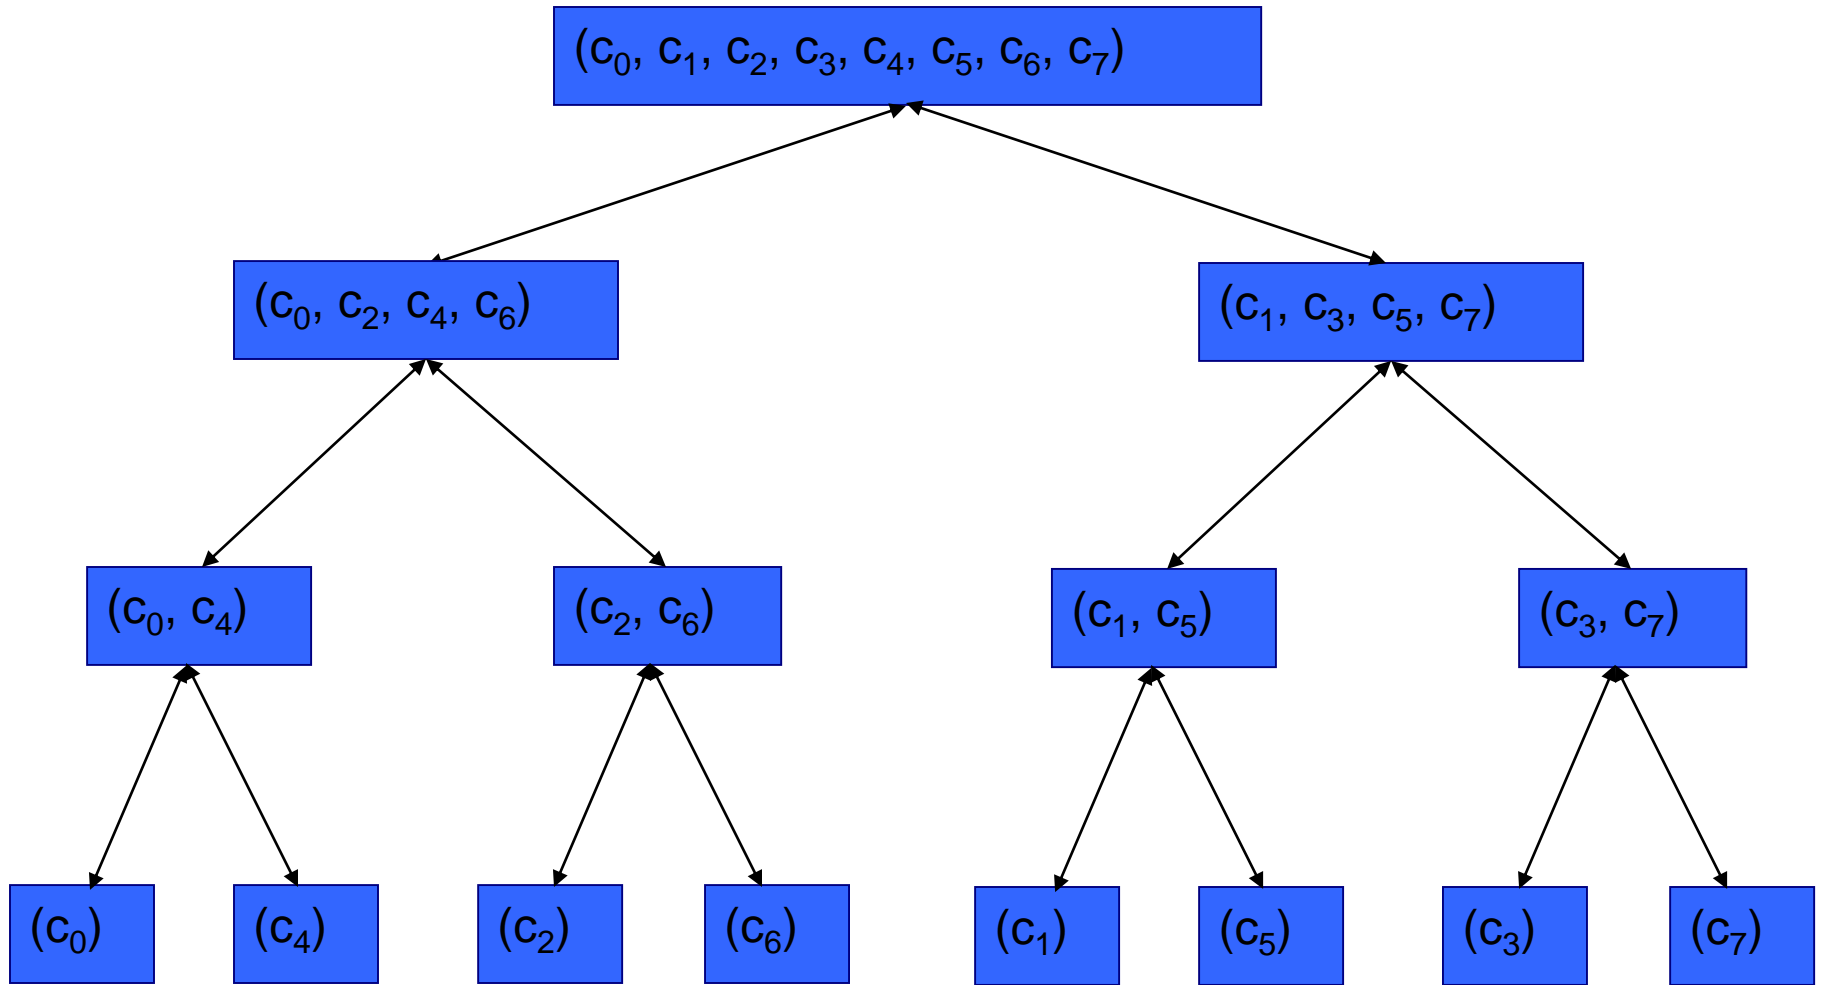 (c₀, c₁, c₂, c₃, c₄, c₅, c₆, c₇)
(c₀, c₂, c₄, c₆)
(c₁, c₃, c₅, c₇)
(c₀, c₄)
(c₂, c₆)
(c₁, c₅)
(c₃, c₇)
(c₀)
(c₄)
(c₂)
(c₆)
(c₁)
(c₅)
(c₃)
(c₇)